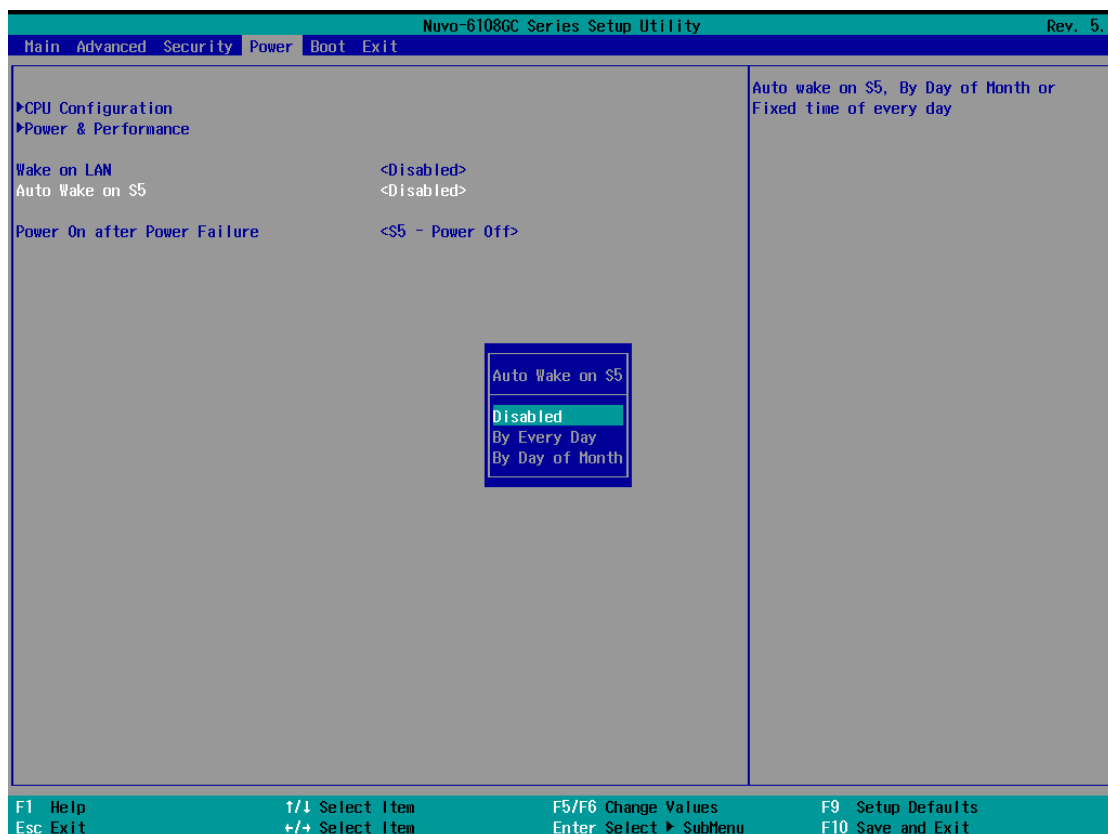 Nuvo-6108GC Series Setup Utility Rev. 5.
Main Advanced Security Power Boot Exit
▶CPU Configuration
▶Power & Performance
Wake on LAN <Disabled>
Auto Wake on S5 <Disabled>
Power On after Power Failure <S5 - Power Off>
Auto wake on S5, By Day of Month or
Fixed time of every day
Auto Wake on S5
Disabled
By Every Day
By Day of Month
F1 Help ↑/↓ Select Item F5/F6 Change Values F9 Setup Defaults
Esc Exit ←/→ Select Item Enter Select ▶ SubMenu F10 Save and Exit